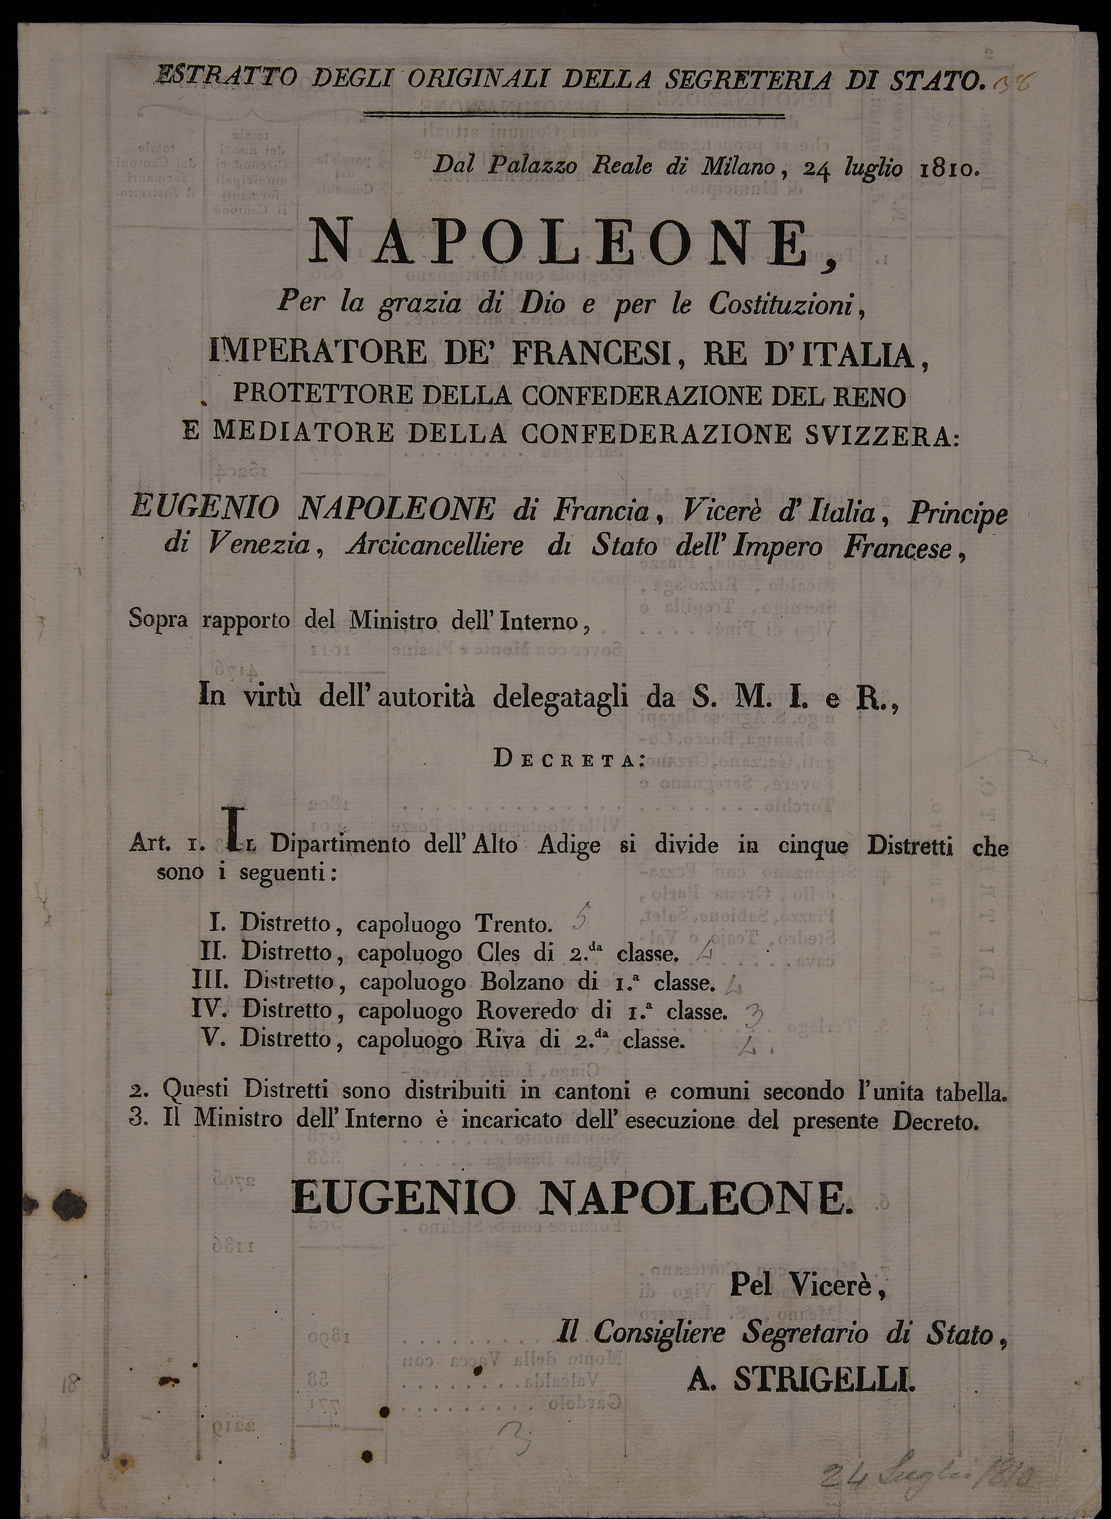 ESTRATTO DEGLI ORIGINALI DELLA SEGRETERIA DI STATO. 38
Dal Palazzo Reale di Milano, 24 luglio 1810.
NAPOLEONE,
Per la grazia di Dio e per le Costituzioni,
IMPERATORE DE' FRANCESI, RE D'ITALIA,
PROTETTORE DELLA CONFEDERAZIONE DEL RENO
E MEDIATORE DELLA CONFEDERAZIONE SVIZZERA:
EUGENIO NAPOLEONE di Francia, Vicerè d'Italia, Principe
di Venezia, Arcicancelliere di Stato dell'Impero Francese,
Sopra rapporto del Ministro dell'Interno,
In virtù dell'autorità delegatagli da S. M. I. e R.,
DECRETA:
Art. 1. IL Dipartimento dell'Alto Adige si divide in cinque Distretti che
sono i seguenti:
I. Distretto, capoluogo Trento. 5
II. Distretto, capoluogo Cles di 2.da classe. 4
III. Distretto, capoluogo Bolzano di 1.a classe. 4
IV. Distretto, capoluogo Roveredo di 1.a classe. 3
V. Distretto, capoluogo Riva di 2.da classe. 4.
2. Questi Distretti sono distribuiti in cantoni e comuni secondo l'unita tabella.
3. Il Ministro dell'Interno è incaricato dell'esecuzione del presente Decreto.
EUGENIO NAPOLEONE.
Pel Vicerè,
Il Consigliere Segretario di Stato,
A. STRIGELLI.
3
24 Luglio 1810